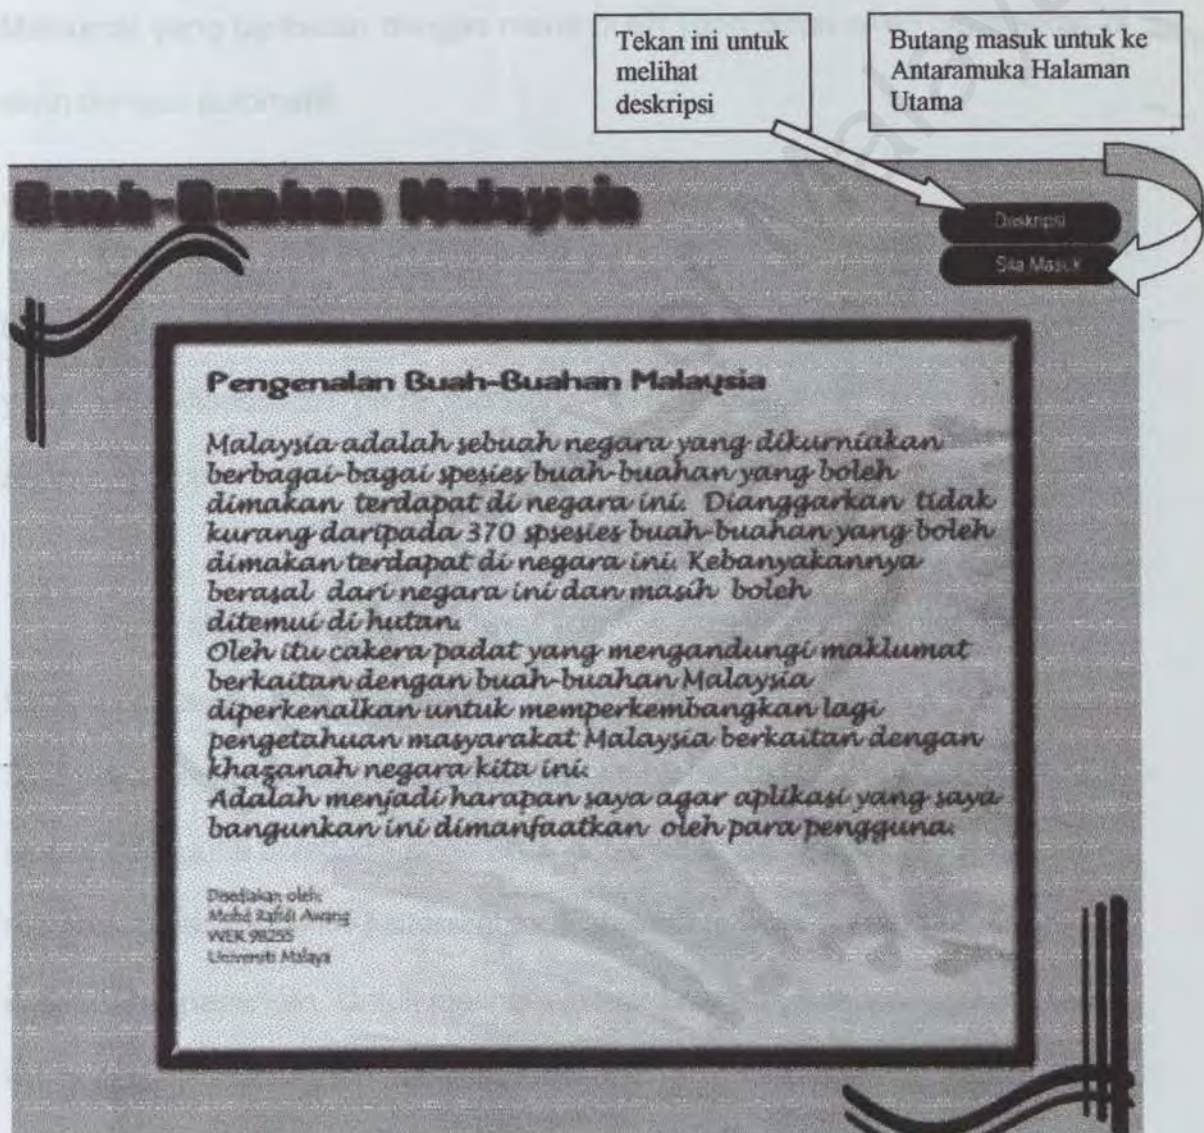 Tekan ini untuk
melihat
deskripsi
Butang masuk untuk ke
Antaramuka Halaman
Utama
Buah-Buahan Malaysia
Deskripsi
Sila Masuk
Pengenalan Buah-Buahan Malaysia
Malaysia adalah sebuah negara yang dikurniakan
berbagai-bagai spesies buah-buahan yang boleh
dimakan terdapat di negara ini. Dianggarkan tidak
kurang daripada 370 spsesies buah-buahan yang boleh
dimakan terdapat di negara ini. Kebanyakannya
berasal dari negara ini dan masih boleh
ditemui di hutan.
Oleh itu cakera padat yang mengandungi maklumat
berkaitan dengan buah-buahan Malaysia
diperkenalkan untuk memperkembangkan lagi
pengetahuan masyarakat Malaysia berkaitan dengan
khazanah negara kita ini.
Adalah menjadi harapan saya agar aplikasi yang saya
bangunkan ini dimanfaatkan oleh para pengguna.
Disediakan oleh:
Mohd Rafidi Awang
WEK 98255
Universiti Malaya